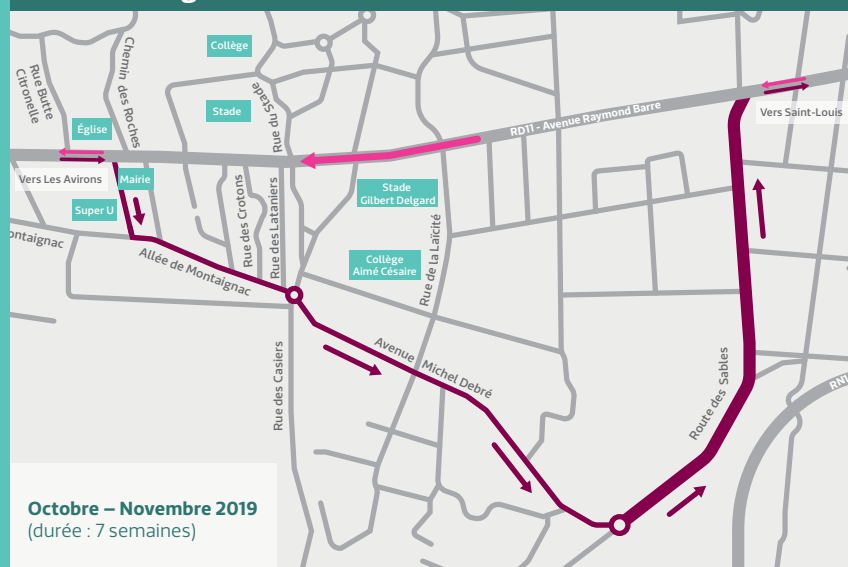 Collège
Chemin des Roches
Rue Butte
Citronelle
Stade
Rue du Stade
Vers Saint-Louis
RD11 - Avenue Raymond Barre
Église
Vers Les Avirons
Mairie
Stade
Gilbert Delgard
Super U
Rue des Crotons
Rue des Lataniers
Rue de la Laïcité
ontaignac
Allée de Montaignac
Collège
Aimé Césaire
Avenue Michel Debré
Rue des Casiers
Route des Sables
RN1
Octobre – Novembre 2019
(durée : 7 semaines)